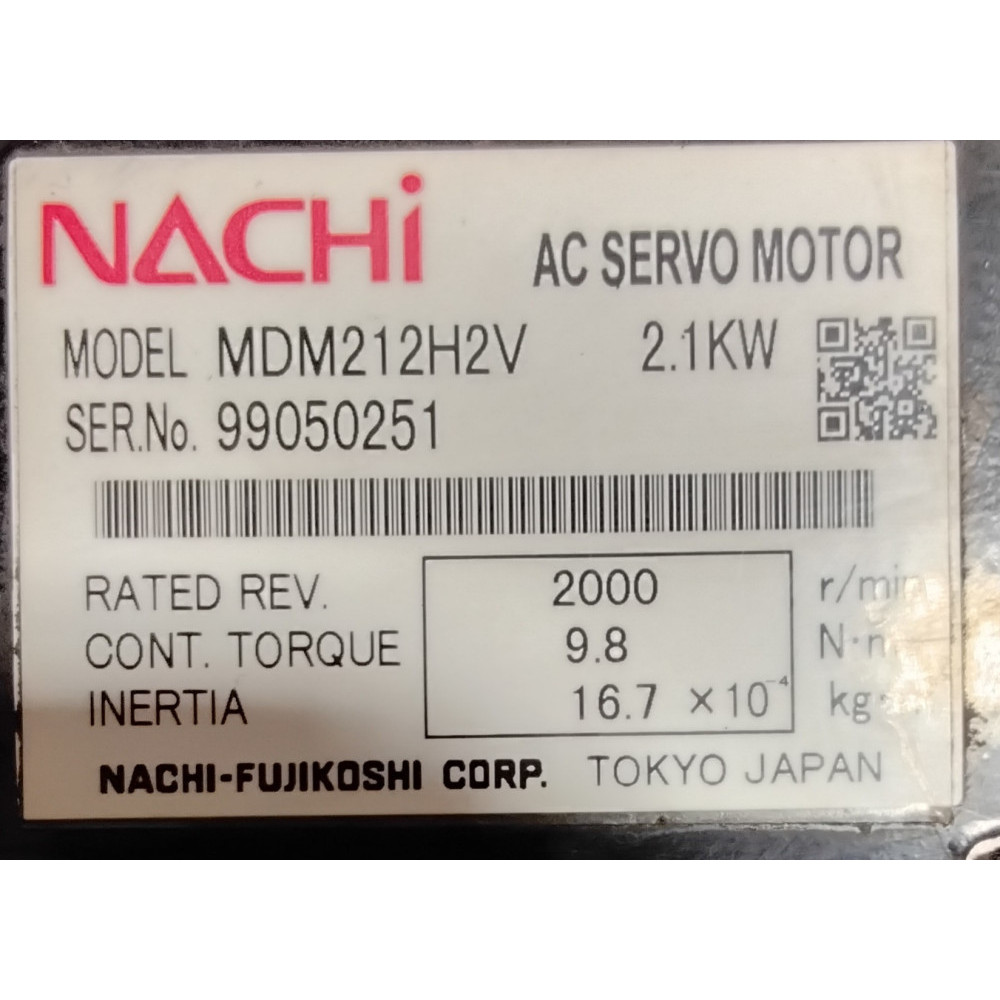 NACHi
AC SERVO MOTOR
MODEL MDM212H2V 2.1KW
SER.No. 99050251
RATED REV. 2000 r/min
CONT. TORQUE 9.8
INERTIA 16.7 ×10⁻⁴
NACHI-FUJIKOSHI CORP. TOKYO JAPAN